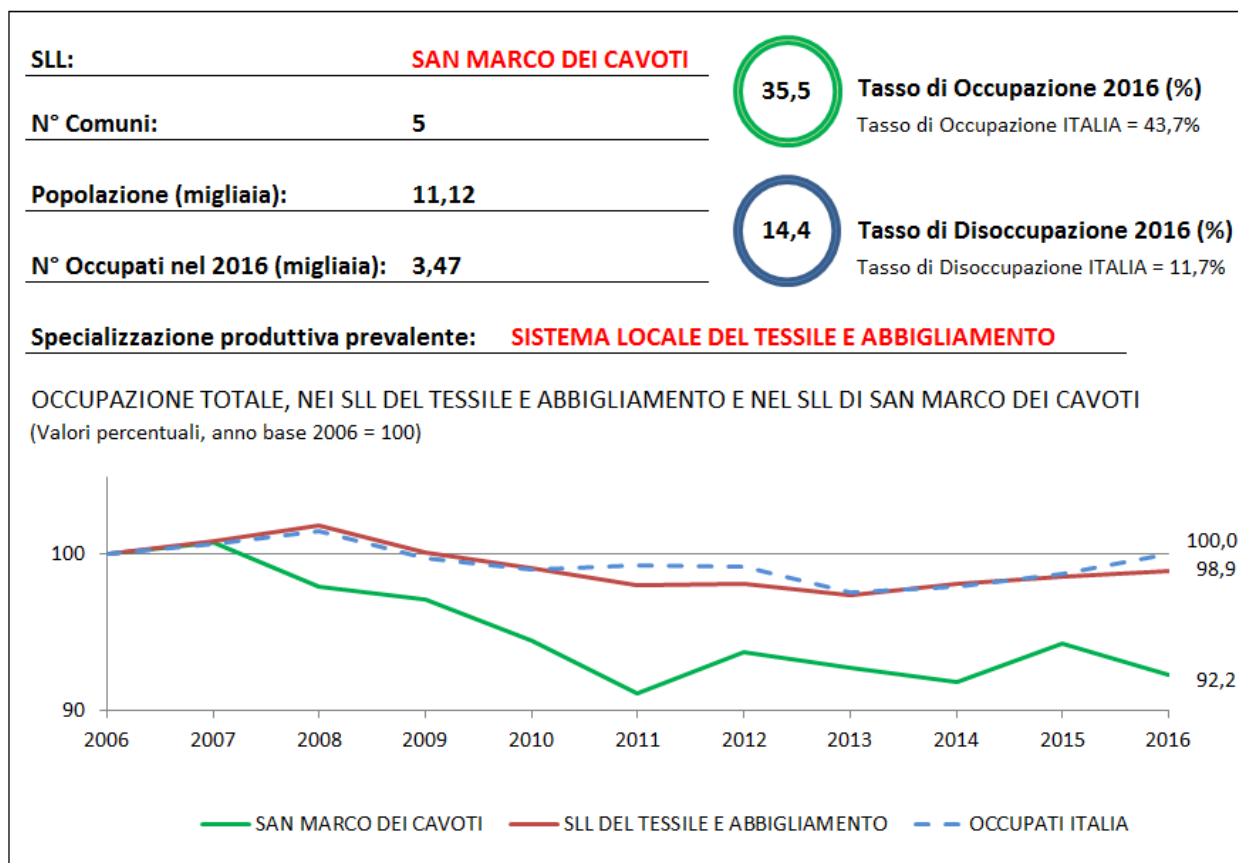 SLL: SAN MARCO DEI CAVOTI
N° Comuni: 5
Popolazione (migliaia): 11,12
N° Occupati nel 2016 (migliaia): 3,47
35,5
Tasso di Occupazione 2016 (%)
Tasso di Occupazione ITALIA = 43,7%
14,4
Tasso di Disoccupazione 2016 (%)
Tasso di Disoccupazione ITALIA = 11,7%
Specializzazione produttiva prevalente: SISTEMA LOCALE DEL TESSILE E ABBIGLIAMENTO
OCCUPAZIONE TOTALE, NEI SLL DEL TESSILE E ABBIGLIAMENTO E NEL SLL DI SAN MARCO DEI CAVOTI
(Valori percentuali, anno base 2006 = 100)
100
90
100,0
98,9
92,2
2006 2007 2008 2009 2010 2011 2012 2013 2014 2015 2016
SAN MARCO DEI CAVOTI SLL DEL TESSILE E ABBIGLIAMENTO OCCUPATI ITALIA